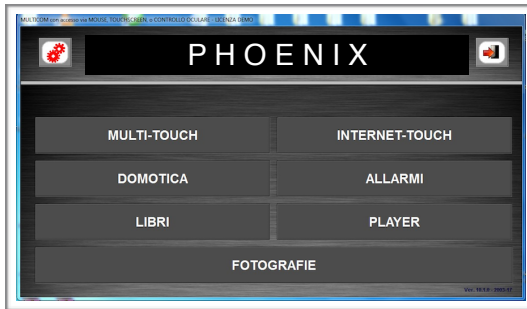 MULTICOM con accesso via MOUSE, TOUCHSCREEN, o CONTROLLO OCULARE - LICENZA DEMO
PHOENIX
MULTI-TOUCH INTERNET-TOUCH
DOMOTICA ALLARMI
LIBRI PLAYER
FOTOGRAFIE